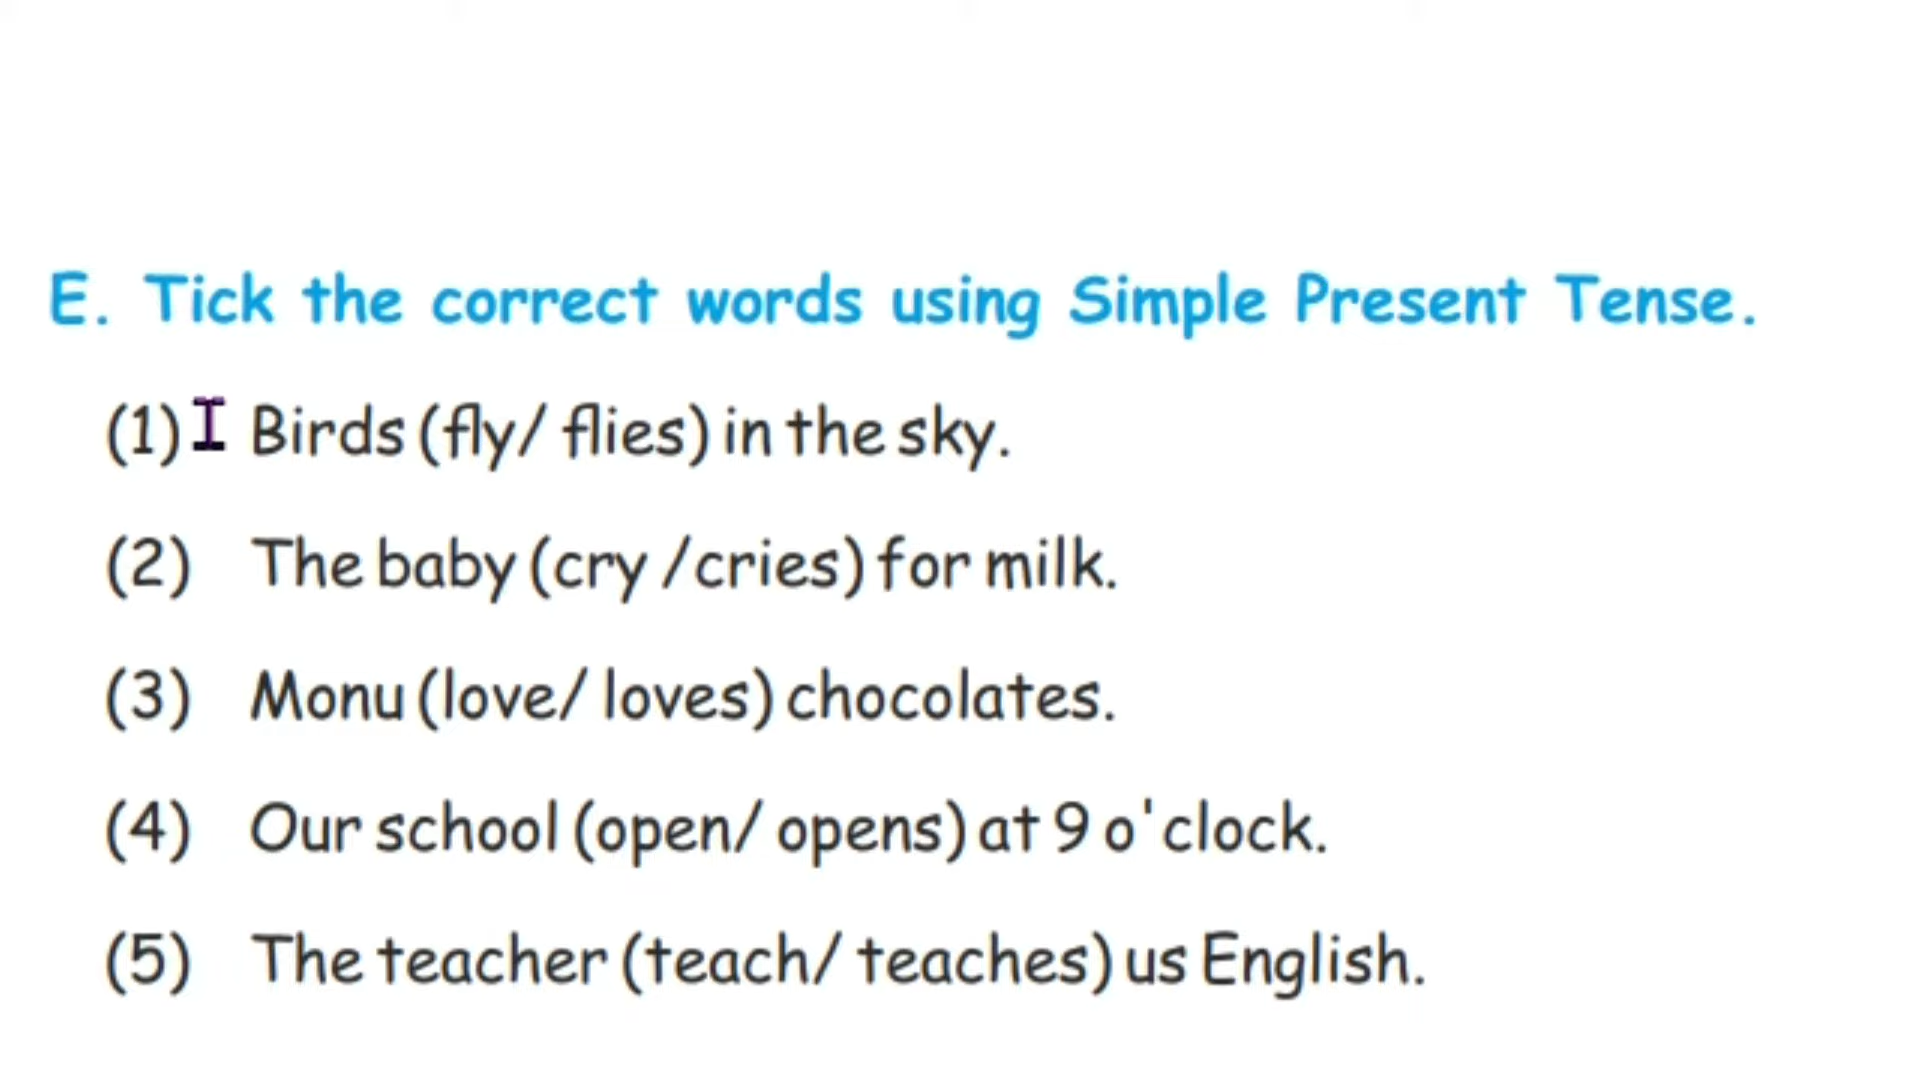 E. Tick the correct words using Simple Present Tense.
(1) Birds (fly/ flies) in the sky.
(2) The baby (cry /cries) for milk.
(3) Monu (love/ loves) chocolates.
(4) Our school (open/ opens) at 9 o'clock.
(5) The teacher (teach/ teaches) us English.